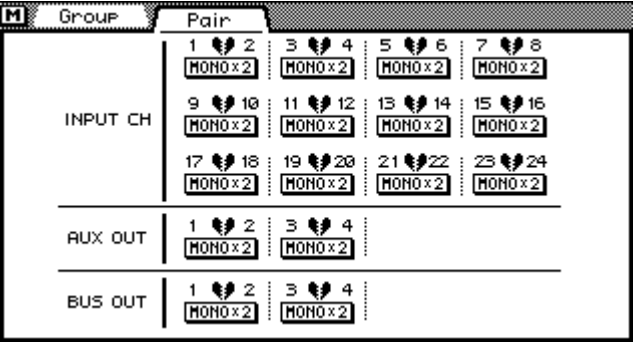 M Group Pair
1 2 3 4 5 6 7 8
MONO×2 MONO×2 MONO×2 MONO×2
INPUT CH
9 10 11 12 13 14 15 16
MONO×2 MONO×2 MONO×2 MONO×2
17 18 19 20 21 22 23 24
MONO×2 MONO×2 MONO×2 MONO×2
AUX OUT
1 2 3 4
MONO×2 MONO×2
BUS OUT
1 2 3 4
MONO×2 MONO×2